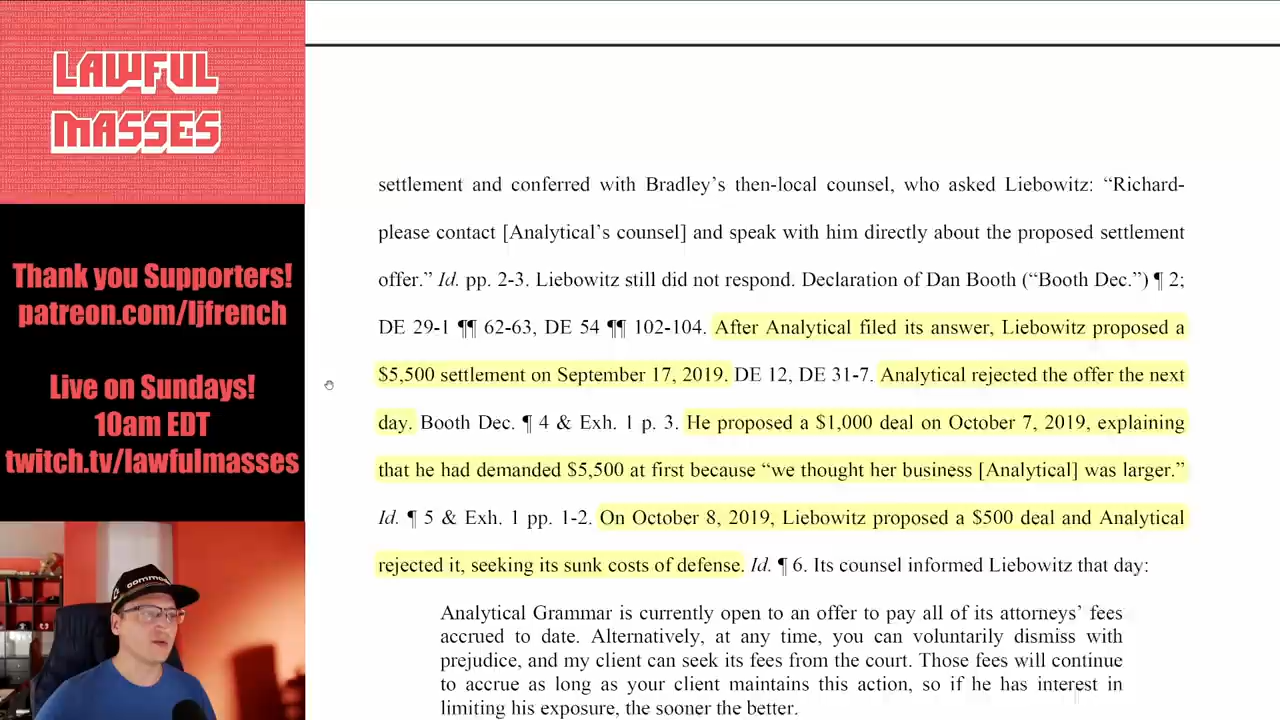 LAWFUL
MASSES
Thank you Supporters!
patreon.com/ljfrench
Live on Sundays!
10am EDT
twitch.tv/lawfulmasses
settlement and conferred with Bradley’s then-local counsel, who asked Liebowitz: “Richard-
please contact [Analytical’s counsel] and speak with him directly about the proposed settlement
offer.” Id. pp. 2-3. Liebowitz still did not respond. Declaration of Dan Booth (“Booth Dec.”) ¶ 2;
DE 29-1 ¶¶ 62-63, DE 54 ¶¶ 102-104. After Analytical filed its answer, Liebowitz proposed a
$5,500 settlement on September 17, 2019. DE 12, DE 31-7. Analytical rejected the offer the next
day. Booth Dec. ¶ 4 & Exh. 1 p. 3. He proposed a $1,000 deal on October 7, 2019, explaining
that he had demanded $5,500 at first because “we thought her business [Analytical] was larger.”
Id. ¶ 5 & Exh. 1 pp. 1-2. On October 8, 2019, Liebowitz proposed a $500 deal and Analytical
rejected it, seeking its sunk costs of defense. Id. ¶ 6. Its counsel informed Liebowitz that day:
Analytical Grammar is currently open to an offer to pay all of its attorneys’ fees
accrued to date. Alternatively, at any time, you can voluntarily dismiss with
prejudice, and my client can seek its fees from the court. Those fees will continue
to accrue as long as your client maintains this action, so if he has interest in
limiting his exposure, the sooner the better.